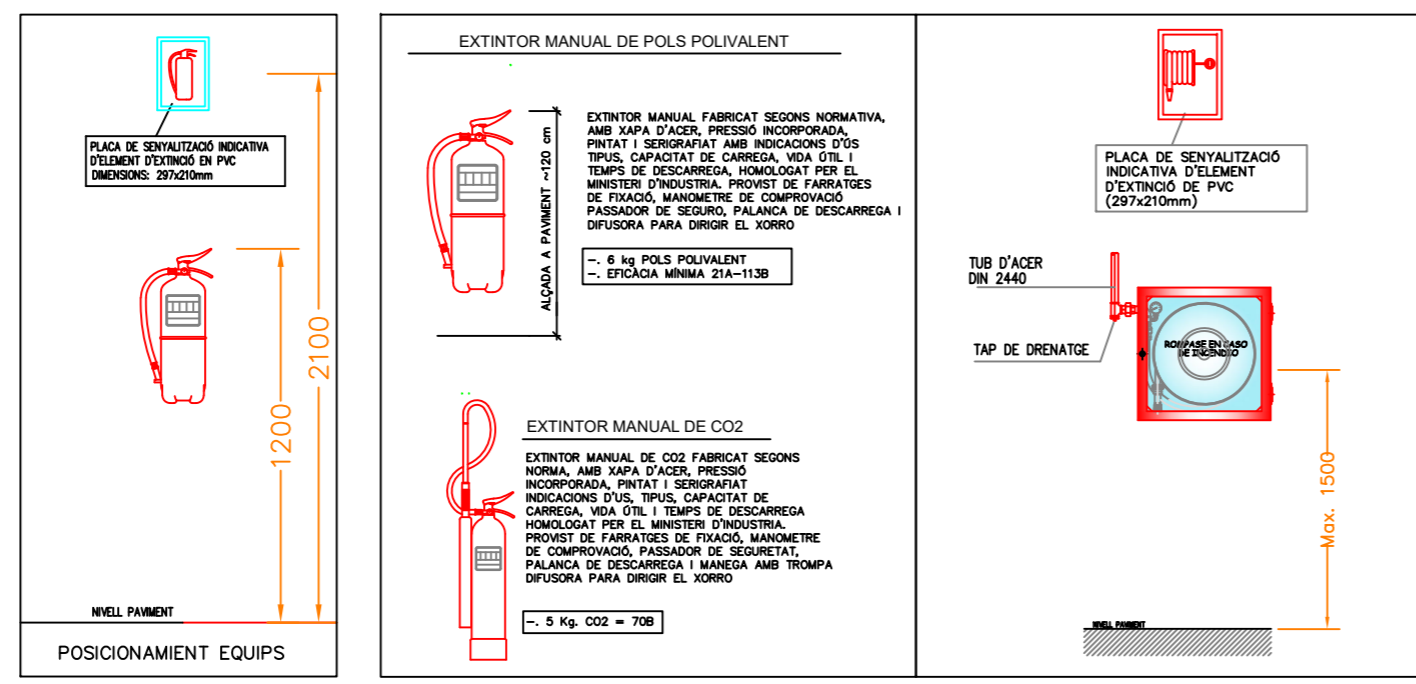 PLACA DE SENYALITZACIÓ INDICATIVA
D'ELEMENT D'EXTINCIÓ EN PVC
DIMENSIONS: 297x210mm
1200
2100
NIVELL PAVIMENT
POSICIONAMIENT EQUIPS
EXTINTOR MANUAL DE POLS POLIVALENT
ALÇADA A PAVIMENT ~120 cm
EXTINTOR MANUAL FABRICAT SEGONS NORMATIVA,
AMB XAPA D'ACER, PRESSIÓ INCORPORADA,
PINTAT I SERIGRAFIAT AMB INDICACIONS D'ÚS
TIPUS, CAPACITAT DE CARREGA, VIDA ÚTIL I
TEMPS DE DESCARREGA, HOMOLOGAT PER EL
MINISTERI D'INDUSTRIA. PROVIST DE FARRATGES
DE FIXACIÓ, MANOMETRE DE COMPROVACIÓ
PASSADOR DE SEGURO, PALANCA DE DESCARREGA I
DIFUSORA PARA DIRIGIR EL XORRO
-. 6 kg POLS POLIVALENT
-. EFICÀCIA MÍNIMA 21A-113B
EXTINTOR MANUAL DE CO2
EXTINTOR MANUAL DE CO2 FABRICAT SEGONS
NORMA, AMB XAPA D'ACER, PRESSIÓ
INCORPORADA, PINTAT I SERIGRAFIAT
INDICACIONS D'US, TIPUS, CAPACITAT DE
CARREGA, VIDA ÚTIL I TEMPS DE DESCARREGA
HOMOLOGAT PER EL MINISTERI D'INDUSTRIA.
PROVIST DE FARRATGES DE FIXACIÓ, MANOMETRE
DE COMPROVACIÓ, PASSADOR DE SEGURETAT,
PALANCA DE DESCARREGA I MANEGA AMB TROMPA
DIFUSORA PARA DIRIGIR EL XORRO
-. 5 Kg. CO2 = 70B
PLACA DE SENYALITZACIÓ
INDICATIVA D'ELEMENT
D'EXTINCIÓ DE PVC
(297x210mm)
TUB D'ACER
DIN 2440
TAP DE DRENATGE
ROMPASE EN CASO
DE INCENDIO
Max. 1500
NIVELL PAVIMENT